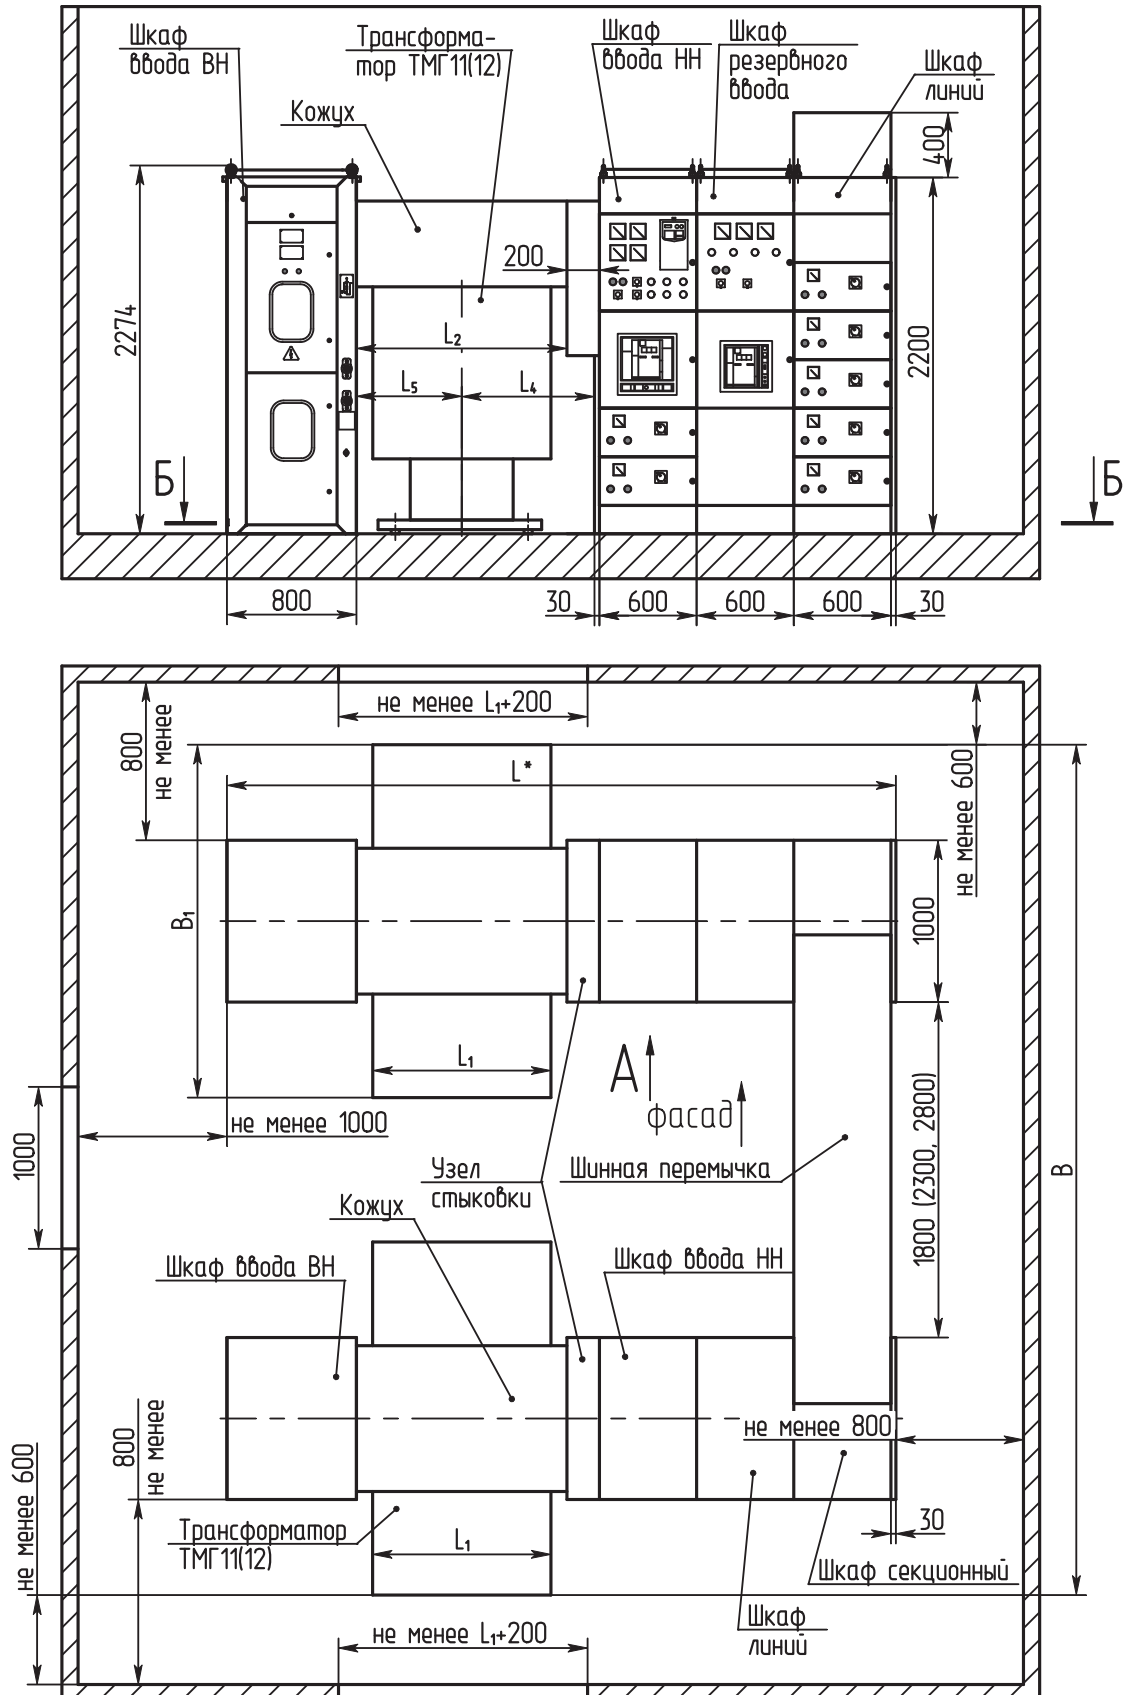 Шкаф
ввода ВН
Трансформа-
тор ТМГ11(12)
Кожух
Шкаф
ввода НН
Шкаф
резервного
ввода
Шкаф
линий
400
200
2274
L₂
L₅
L₄
2200
Б
Б
800
30
600
600
600
30
не менее L₁+200
800
не менее
L*
не менее 600
B₁
1000
L₁
А
фасад
1800 (2300, 2800)
В
не менее 1000
1000
Узел
стыковки
Шинная перемычка
Кожух
Шкаф ввода ВН
Шкаф ввода НН
не менее 800
800
не менее
не менее 600
30
Трансформатор
ТМГ11(12)
L₁
Шкаф секционный
Шкаф
линий
не менее L₁+200